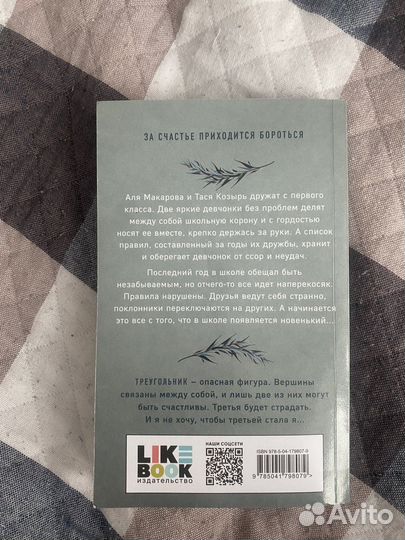 ЗА СЧАСТЬЕ ПРИХОДИТСЯ БОРОТЬСЯ
Аля Макарова и Тася Козырь дружат с первого
класса. Две яркие девчонки без проблем делят
между собой школьную корону и с гордостью
носят ее вместе, крепко держась за руки. А список
правил, составленный за годы их дружбы, хранит
и оберегает девчонок от ссор и неудач.
Последний год в школе обещал быть
незабываемым, но отчего-то все идет наперекосяк.
Правила нарушены. Друзья ведут себя странно,
поклонники переключаются на других. А начинается
это все с того, что в школе появляется новенький...
ТРЕУГОЛЬНИК – опасная фигура. Вершины
связаны между собой, и лишь две из них могут
быть счастливы. Третья будет страдать.
И я не хочу, чтобы третьей стала я...
LIKE
BOOK
ИЗДАТЕЛЬСТВО
НАШИ СОЦСЕТИ
ISBN 978-5-04-179807-9
9 785041 798079 >
Avito